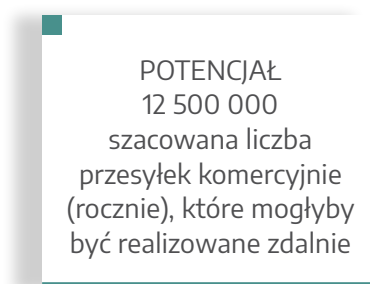 POTENCJAŁ
12 500 000
szacowana liczba
przesyłek komercyjnie
(rocznie), które mogłyby
być realizowane zdalnie